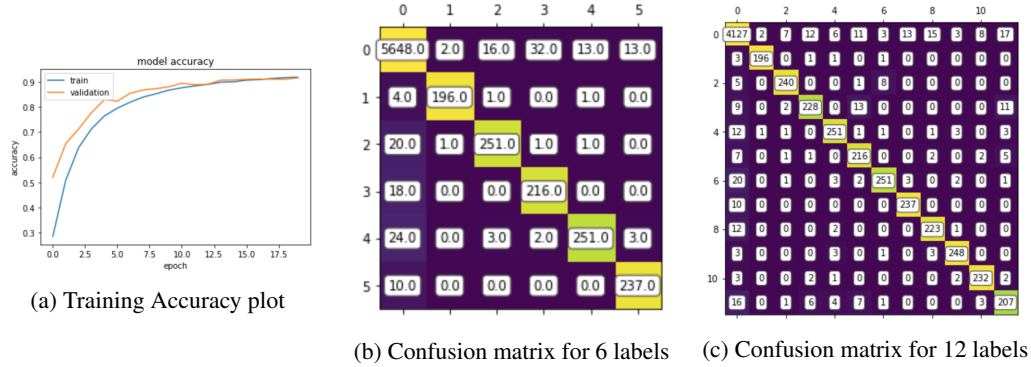 model accuracy
train
validation
0.9
0.8
0.7
0.6
0.5
0.4
0.3
accuracy
0.0 2.5 5.0 7.5 10.0 12.5 15.0 17.5
epoch
(a) Training Accuracy plot
0 1 2 3 4 5
0 5648.0 2.0 16.0 32.0 13.0 13.0
1 4.0 196.0 1.0 0.0 1.0 0.0
2 20.0 1.0 251.0 1.0 1.0 0.0
3 18.0 0.0 0.0 216.0 0.0 0.0
4 24.0 0.0 3.0 2.0 251.0 3.0
5 10.0 0.0 0.0 0.0 0.0 237.0
(b) Confusion matrix for 6 labels
0 2 4 6 8 10
0 4127 2 7 12 6 11 3 13 15 3 8 17
3 196 0 1 1 0 1 0 0 0 0 0
2 5 0 240 0 0 1 8 0 0 0 0 0
9 0 2 228 0 13 0 0 0 0 0 11
4 12 1 1 0 251 1 1 0 1 3 0 3
7 0 1 1 0 216 0 0 2 0 2 5
6 20 0 1 0 3 2 251 3 0 2 0 1
10 0 0 0 0 0 0 237 0 0 0 0
8 12 0 0 0 0 0 0 0 223 1 0 0
3 0 0 0 3 0 1 0 3 248 0 0
10 3 0 0 2 1 0 0 0 0 2 232 2
16 0 1 6 4 7 1 0 0 0 3 207
(c) Confusion matrix for 12 labels